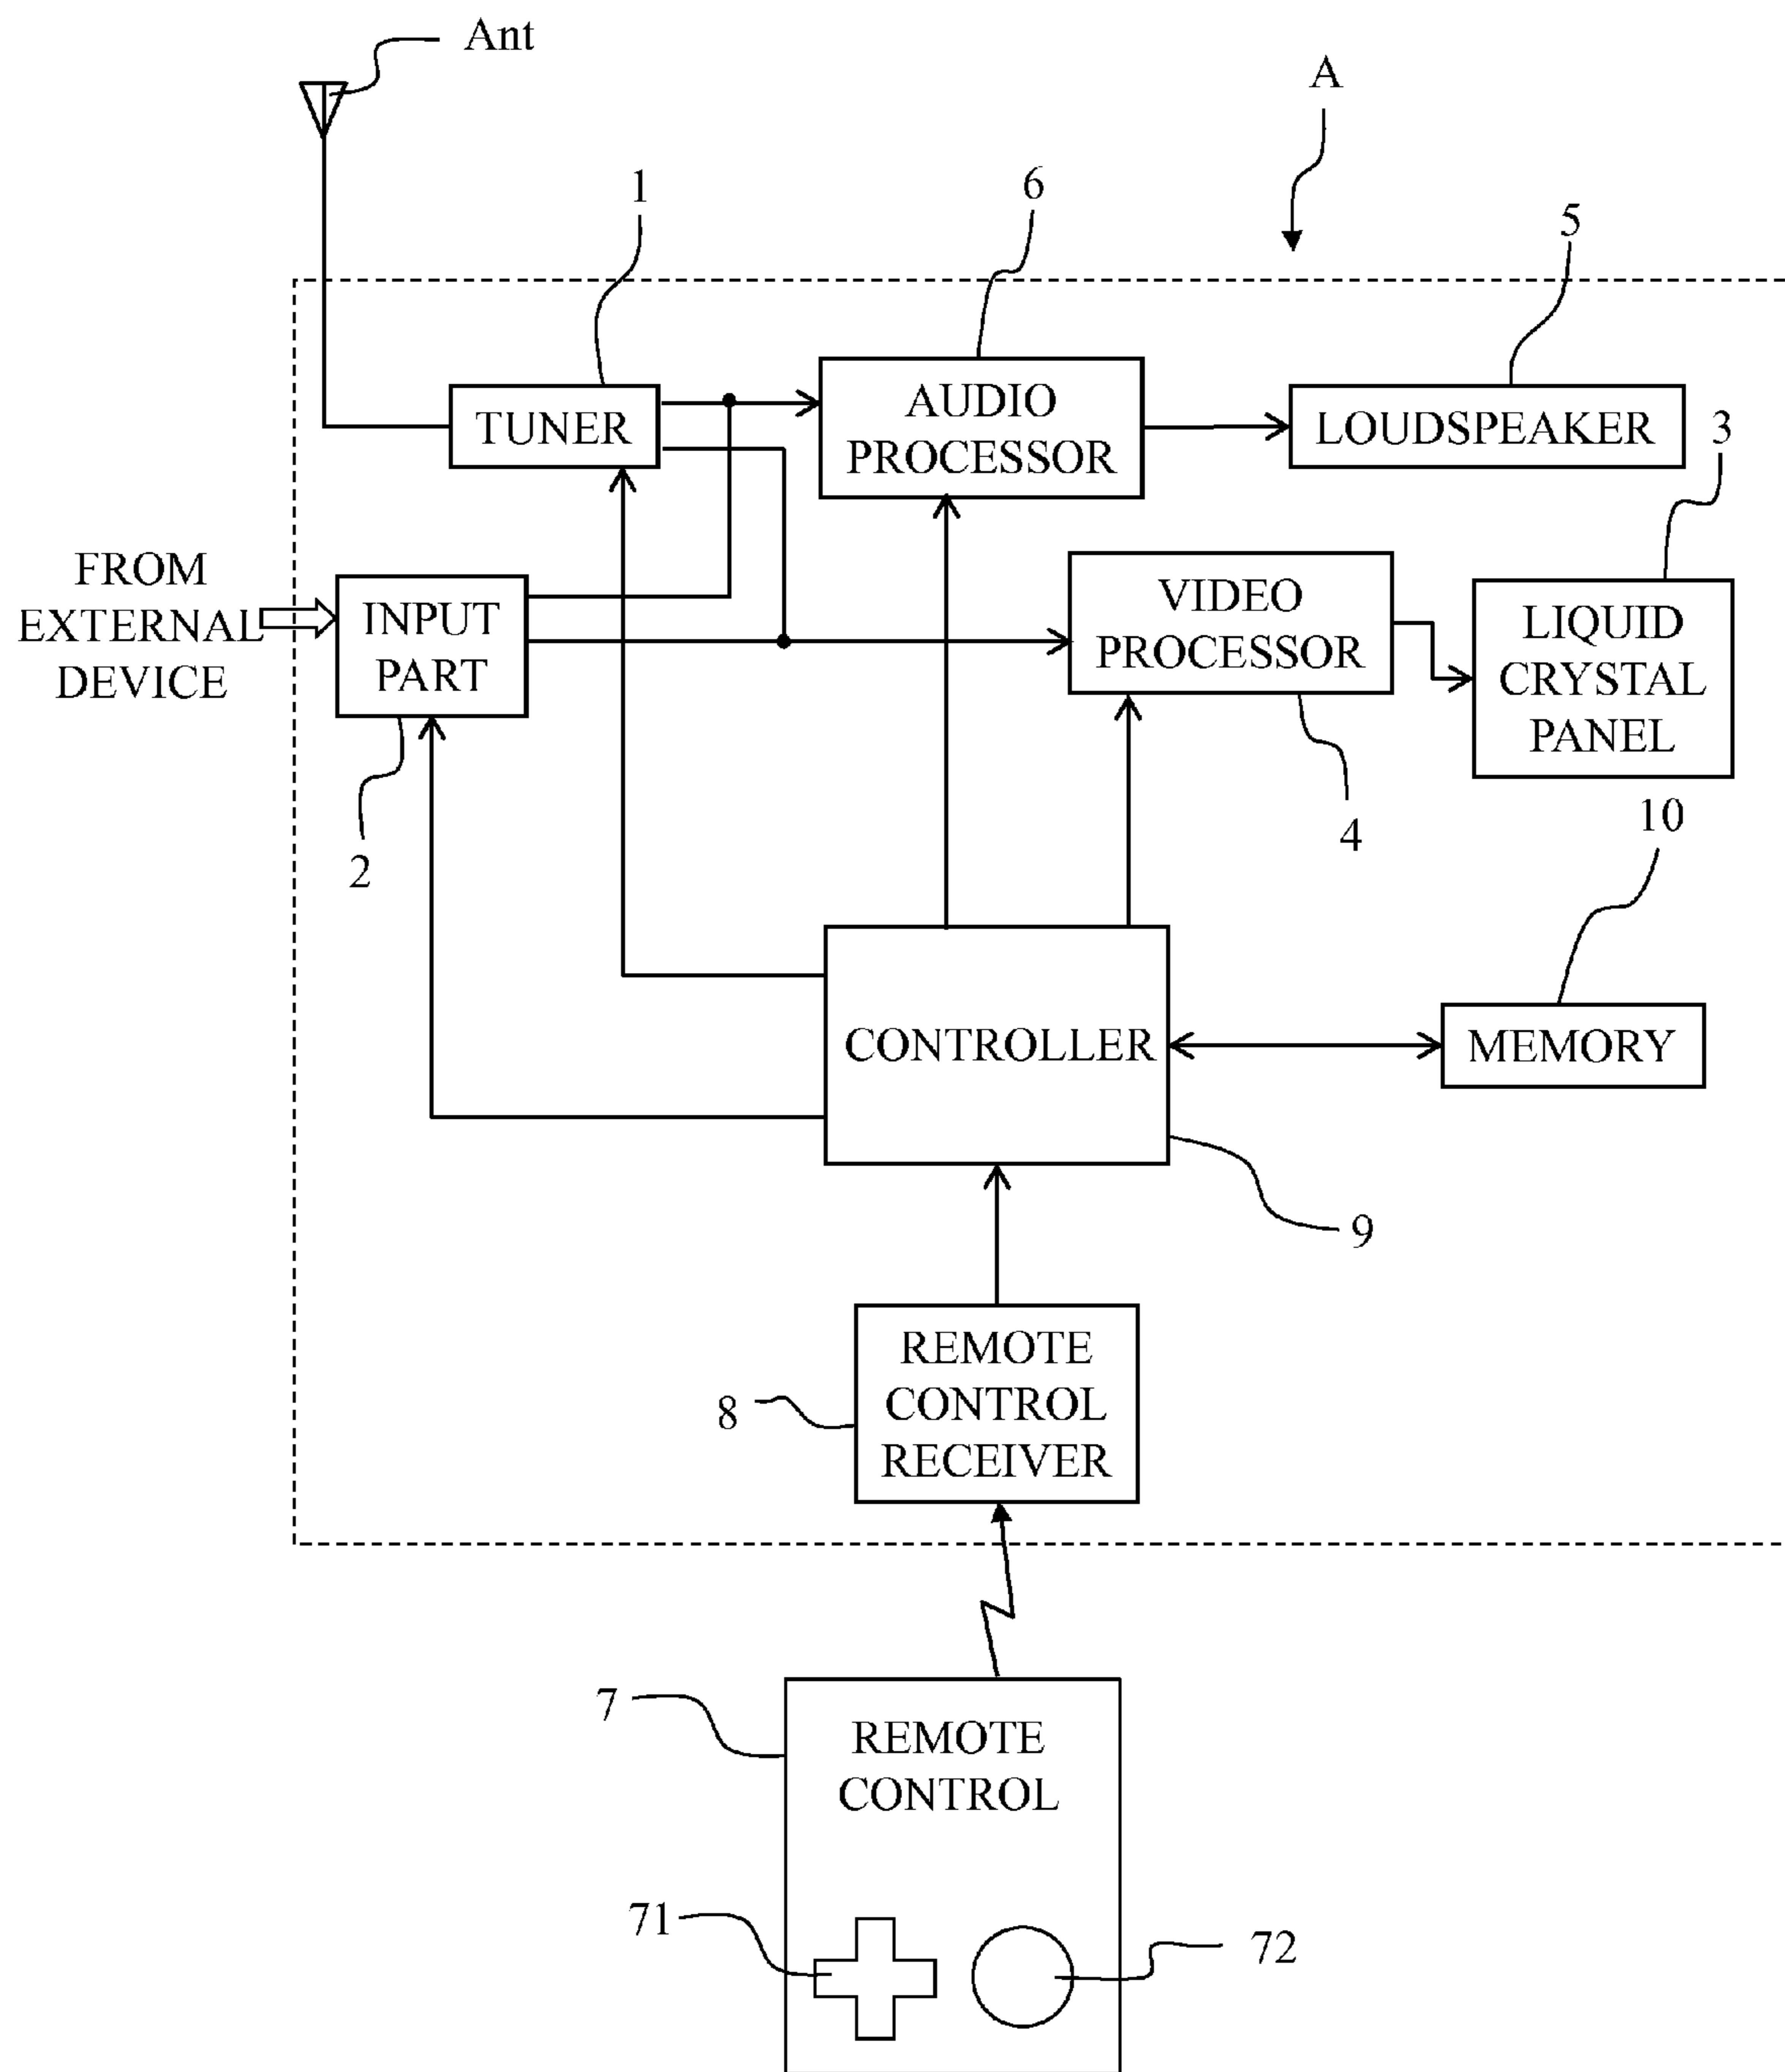 Ant
A
1
6
5
TUNER
AUDIO
PROCESSOR
LOUDSPEAKER
3
FROM
EXTERNAL
DEVICE
INPUT
PART
VIDEO
PROCESSOR
LIQUID
CRYSTAL
PANEL
2
4
10
CONTROLLER
MEMORY
9
REMOTE
CONTROL
RECEIVER
8
7
REMOTE
CONTROL
71
72